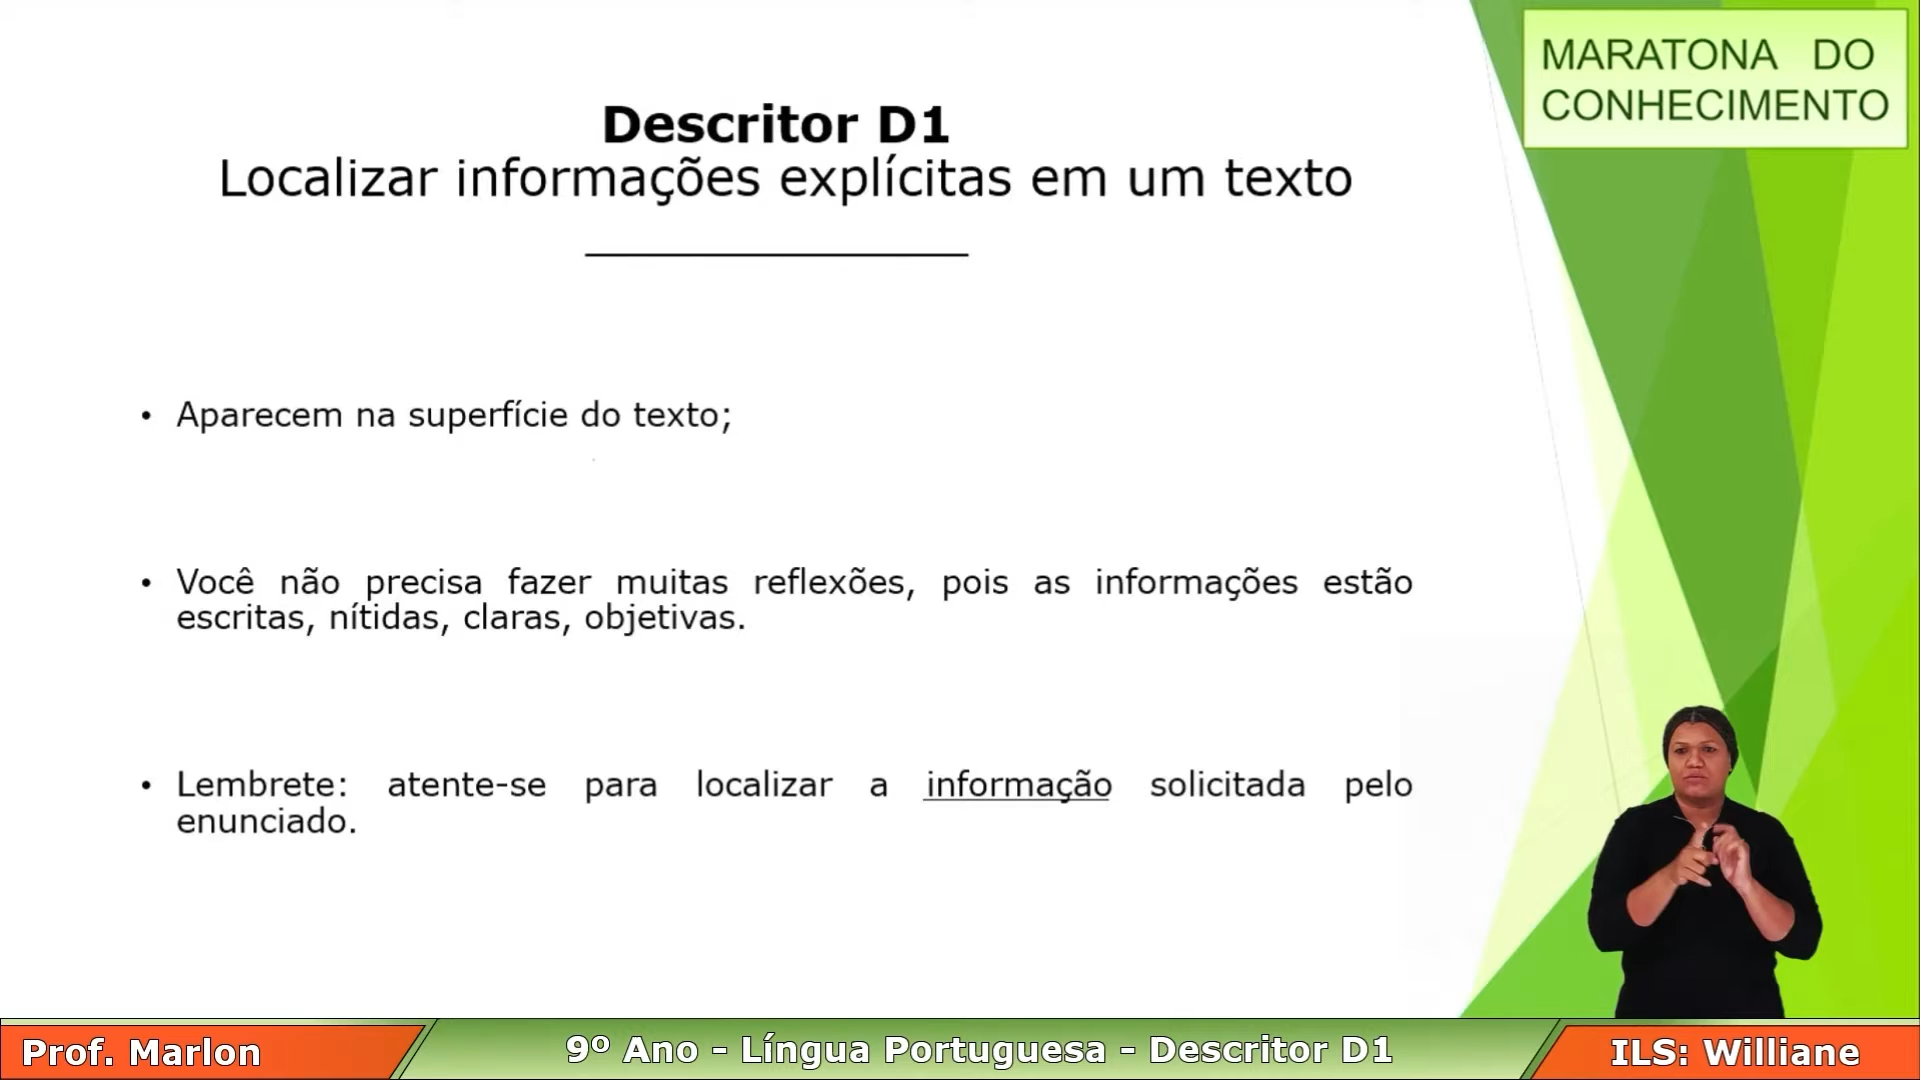 MARATONA DO
CONHECIMENTO
Descritor D1
Localizar informações explícitas em um texto
• Aparecem na superfície do texto;
• Você não precisa fazer muitas reflexões, pois as informações estão
escritas, nítidas, claras, objetivas.
• Lembrete: atente-se para localizar a informação solicitada pelo
enunciado.
Prof. Marlon
9º Ano - Língua Portuguesa - Descritor D1
ILS: Williane